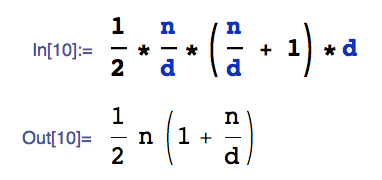 In[10]:= 1/2 * n/d * (n/d + 1) * d
Out[10]= 1/2 n (1 + n/d)